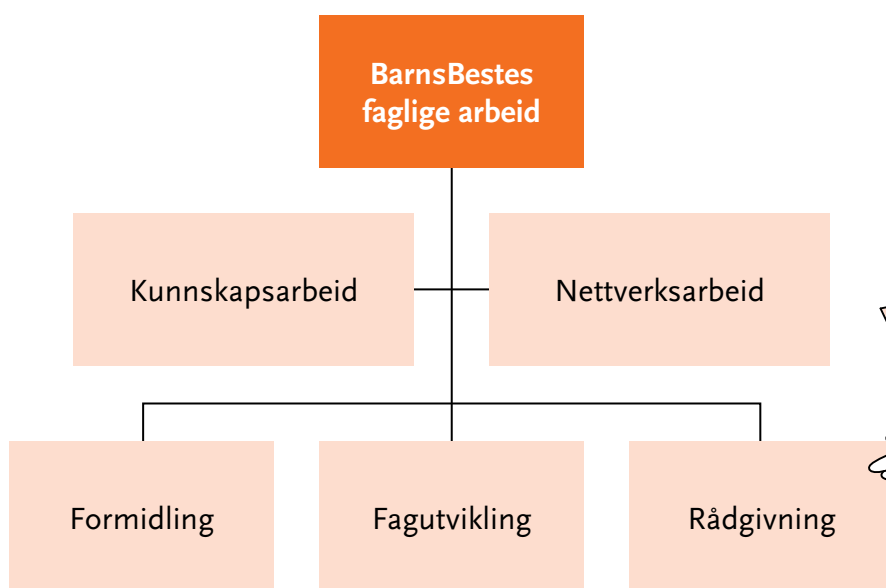 BarnsBestes
faglige arbeid
Kunnskapsarbeid
Nettverksarbeid
Formidling
Fagutvikling
Rådgivning